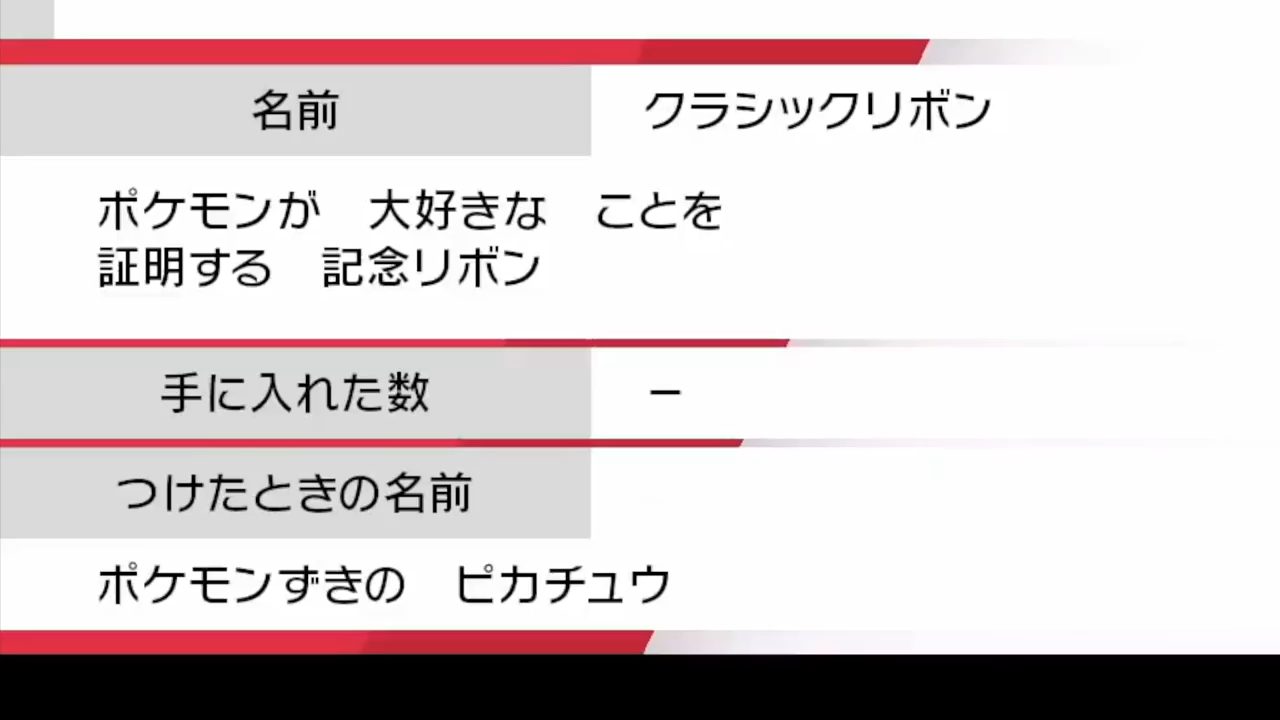 名前 クラシックリボン
ポケモンが 大好きな ことを
証明する 記念リボン
手に入れた数 ー
つけたときの名前
ポケモンずきの ピカチュウ